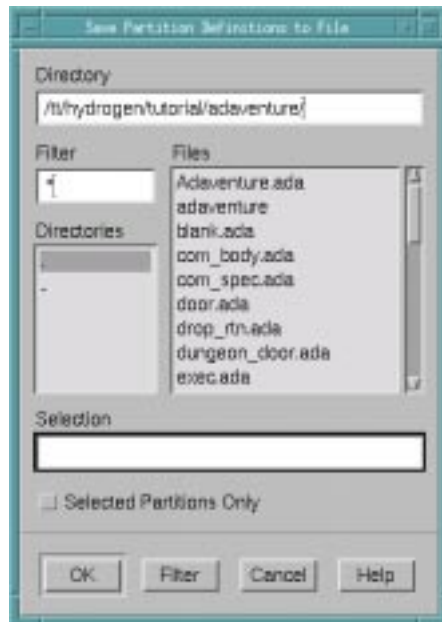 Save Partition Definitions to File
Directory
/tt/hydrogen/tutorial/adaventure/
Filter
*
Files
Adaventure.ada
adaventure
blank.ada
com_body.ada
com_spec.ada
door.ada
drop_rtn.ada
dungeon_door.ada
exec.ada
Directories
.
..
Selection
Selected Partitions Only
OK
Filter
Cancel
Help